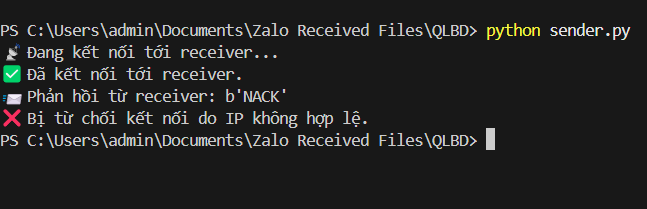 PS C:\Users\admin\Documents\Zalo Received Files\QLBD> python sender.py
📡 Đang kết nối tới receiver...
✅ Đã kết nối tới receiver.
📨 Phản hồi từ receiver: b'NACK'
❌ Bị từ chối kết nối do IP không hợp lệ.
PS C:\Users\admin\Documents\Zalo Received Files\QLBD>